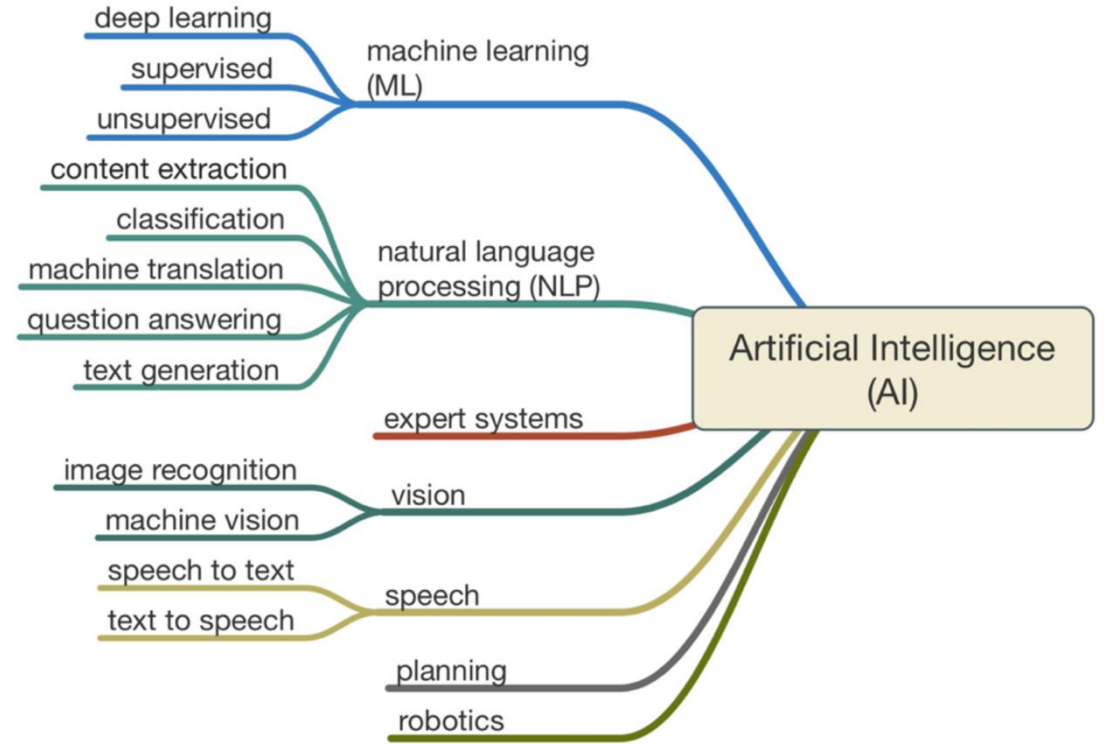 deep learning
supervised
unsupervised
machine learning
(ML)
content extraction
classification
machine translation
question answering
text generation
natural language
processing (NLP)
expert systems
image recognition
machine vision
vision
speech to text
text to speech
speech
planning
robotics
Artificial Intelligence
(AI)